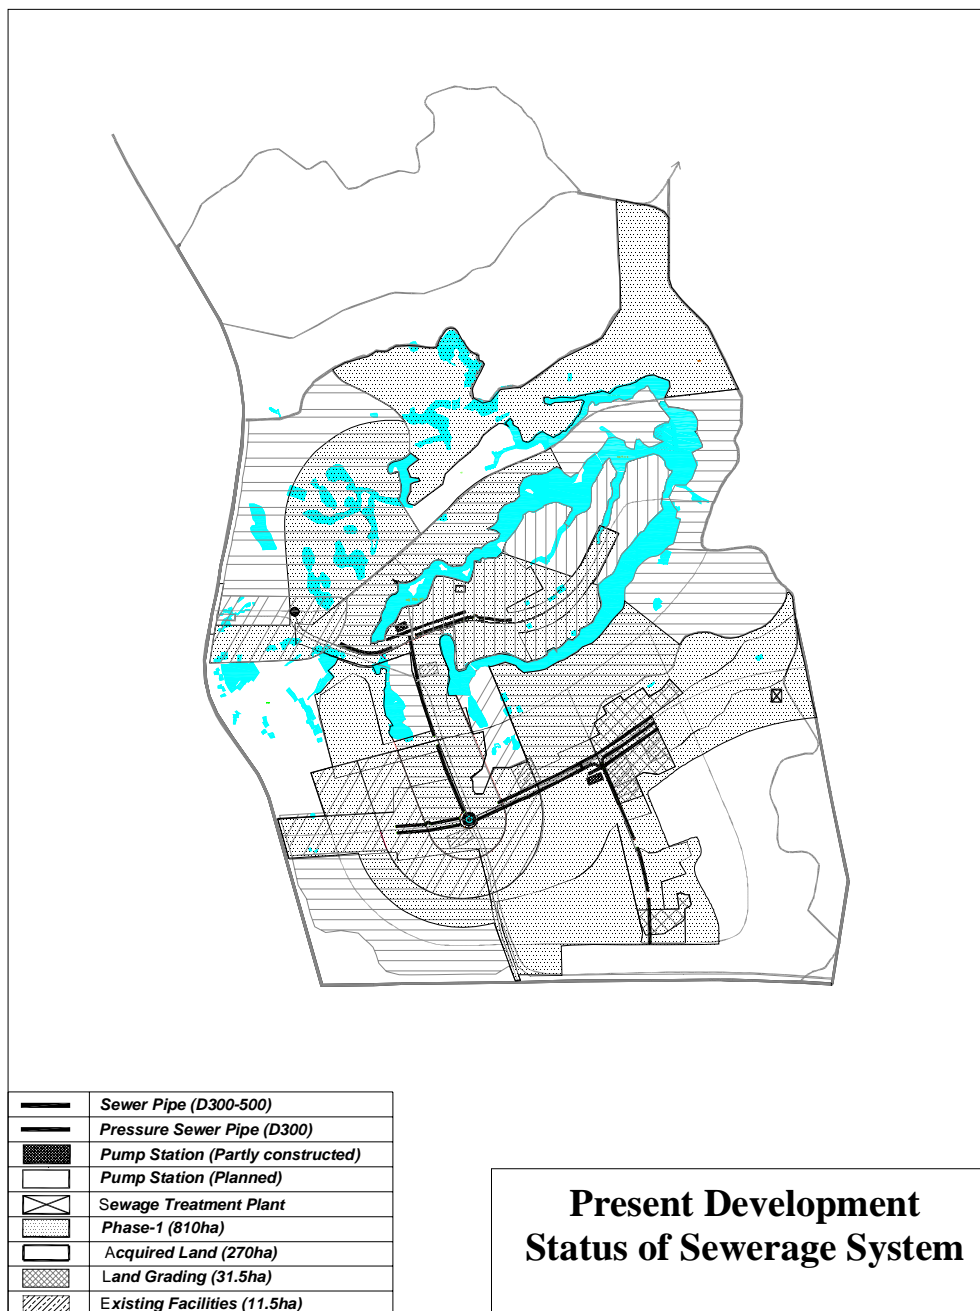 Sewer Pipe (D300-500)
Pressure Sewer Pipe (D300)
Pump Station (Partly constructed)
Pump Station (Planned)
Sewage Treatment Plant
Phase-1 (810ha)
Acquired Land (270ha)
Land Grading (31.5ha)
Existing Facilities (11.5ha)
Present Development
Status of Sewerage System